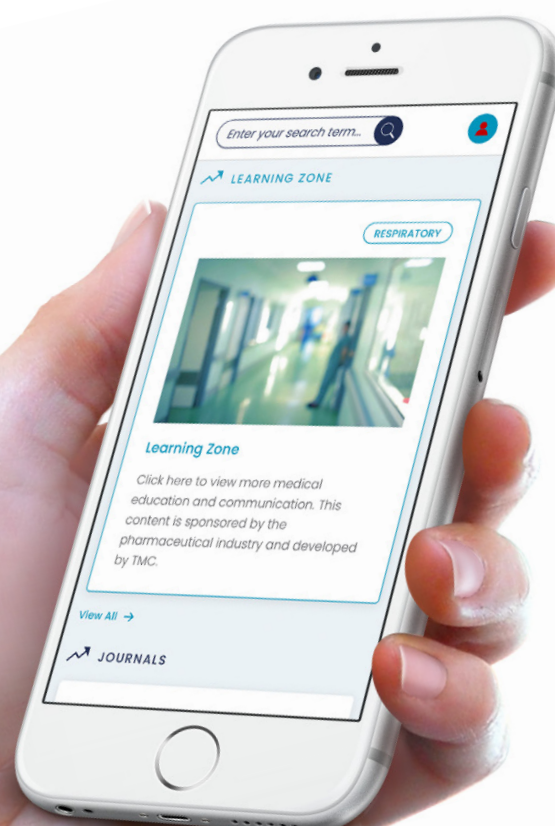 Enter your search term...
LEARNING ZONE
RESPIRATORY
Learning Zone
Click here to view more medical
education and communication. This
content is sponsored by the
pharmaceutical industry and developed
by TMC.
View All →
JOURNALS